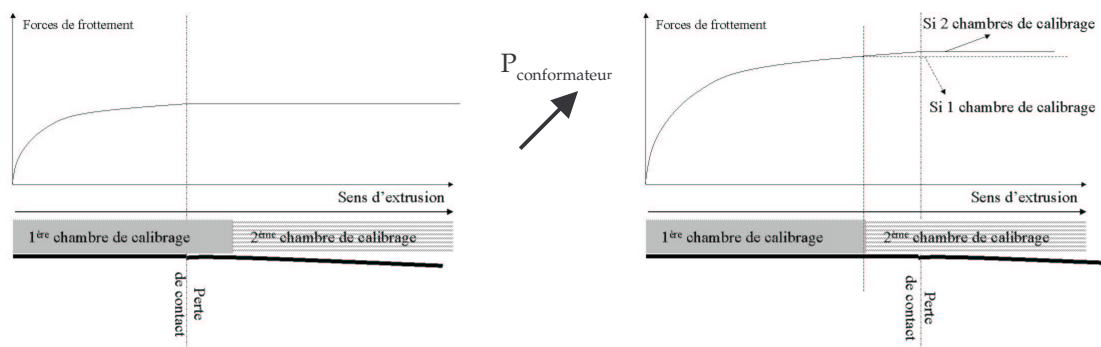 Forces de frottement
Sens d'extrusion
1ère chambre de calibrage
2ème chambre de calibrage
Perte
de contact
P conformateur
Forces de frottement
Si 2 chambres de calibrage
Si 1 chambre de calibrage
Sens d'extrusion
1ère chambre de calibrage
2ème chambre de calibrage
Perte
de contact